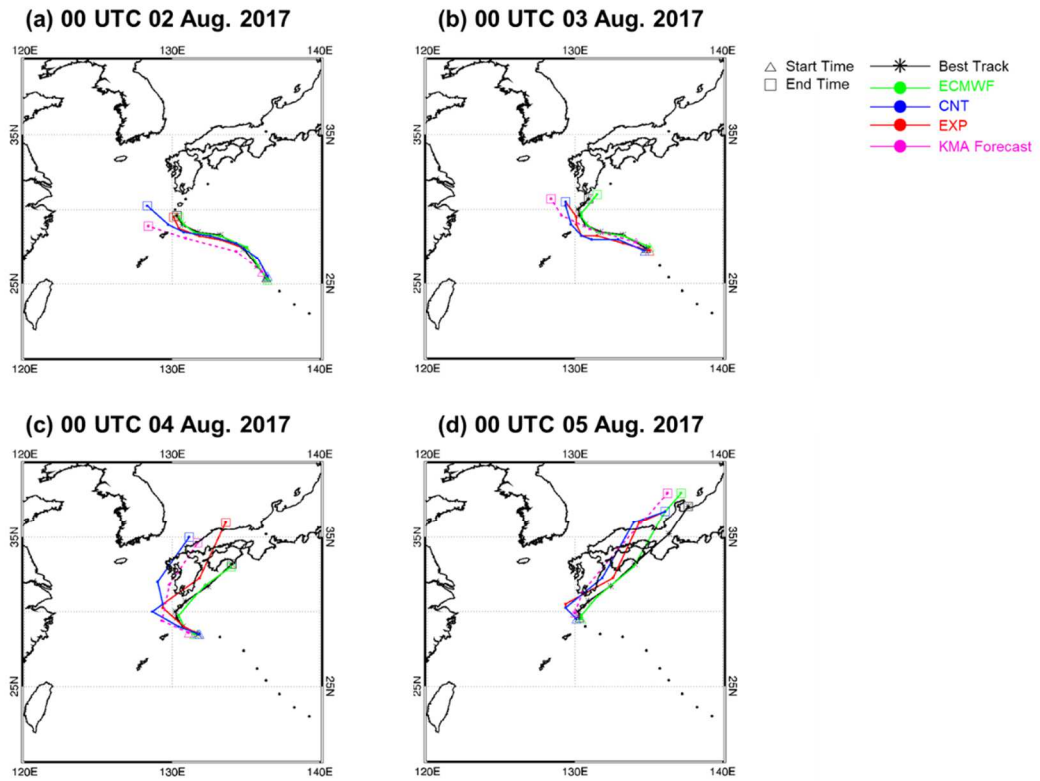 (a) 00 UTC 02 Aug. 2017
(b) 00 UTC 03 Aug. 2017
120E 130E 140E
120E 130E 140E
35N 35N
35N 35N
25N 25N
25N 25N
120E 130E 140E
120E 130E 140E
Start Time
End Time
Best Track
ECMWF
CNT
EXP
KMA Forecast
(c) 00 UTC 04 Aug. 2017
(d) 00 UTC 05 Aug. 2017
120E 130E 140E
120E 130E 140E
35N 35N
35N 35N
25N 25N
25N 25N
120E 130E 140E
120E 130E 140E